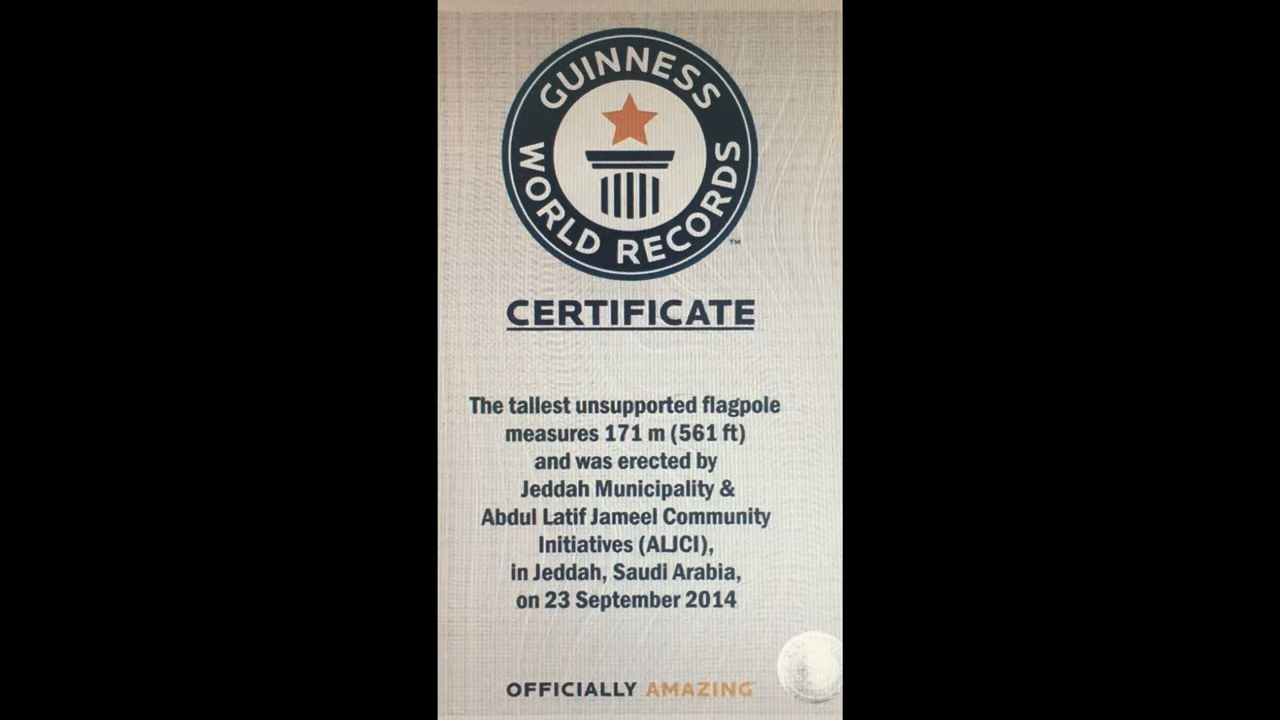 GUINNESS
WORLD RECORDS
™
CERTIFICATE
The tallest unsupported flagpole
measures 171 m (561 ft)
and was erected by
Jeddah Municipality &
Abdul Latif Jameel Community
Initiatives (ALJCI),
in Jeddah, Saudi Arabia,
on 23 September 2014
OFFICIALLY AMAZING